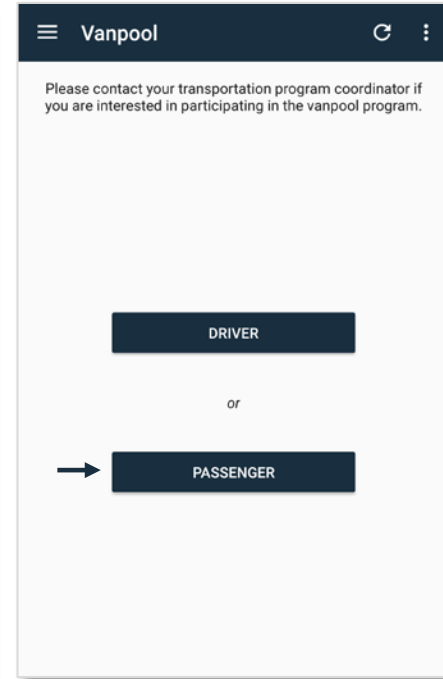 Vanpool
Please contact your transportation program coordinator if
you are interested in participating in the vanpool program.
DRIVER
or
PASSENGER